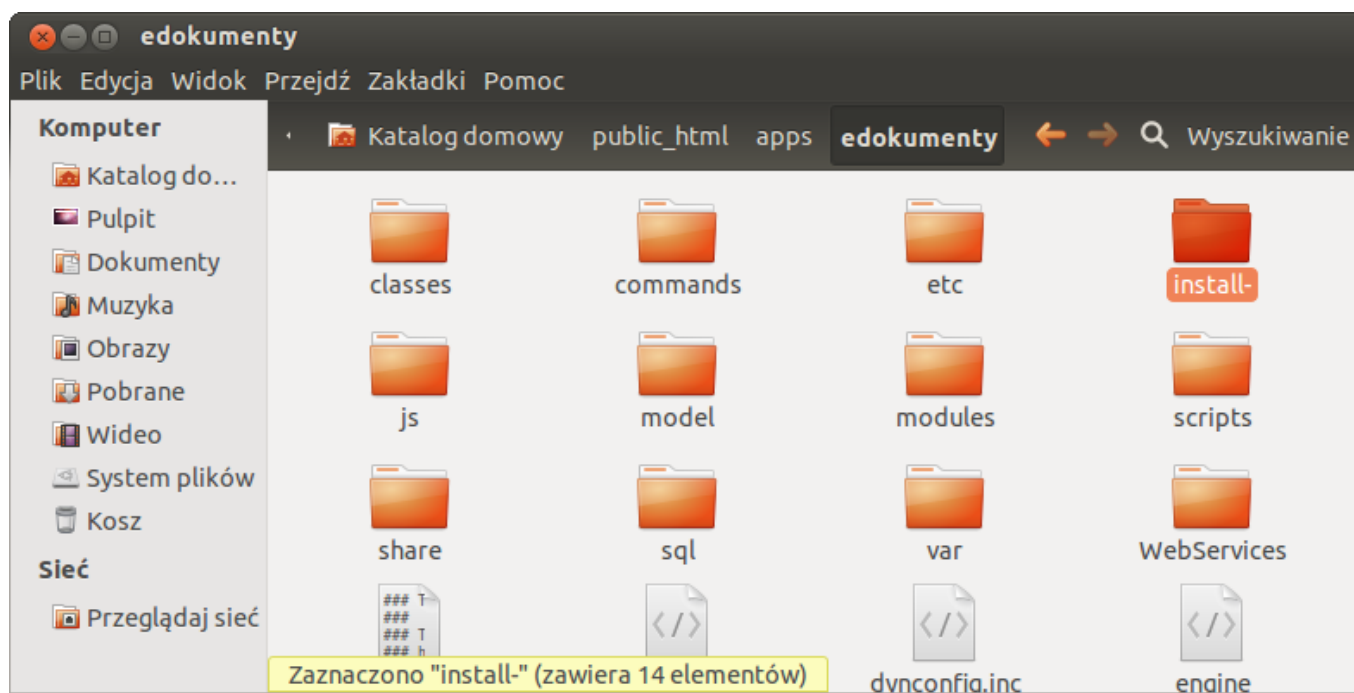 edokumenty
Plik Edycja Widok Przejdź Zakładki Pomoc
Komputer
Katalog do...
Pulpit
Dokumenty
Muzyka
Obrazy
Pobrane
Wideo
System plików
Kosz
Sieć
Przeglądaj sieć
Katalog domowy public_html apps edokumenty Wyszukiwanie
classes commands etc install-
js model modules scripts
share sql var WebServices
### T
###
### T
### h
dynconfig.inc engine
Zaznaczono "install-" (zawiera 14 elementów)